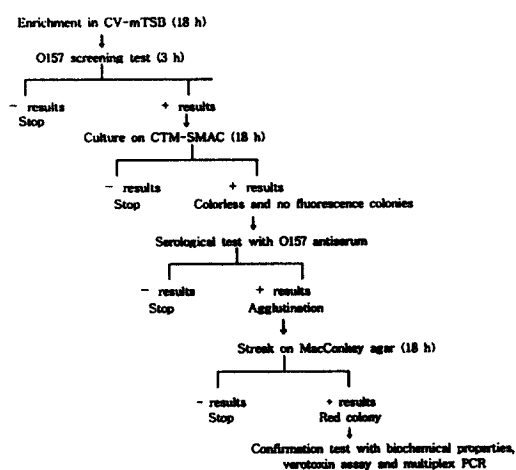 Enrichment in CV-mTSB (18 h)
O157 screening test (3 h)
− results
+ results
Stop
Culture on CTM-SMAC (18 h)
− results
+ results
Stop
Colorless and no fluorescence colonies
Serological test with O157 antiserum
− results
+ results
Stop
Agglutination
Streak on MacConkey agar (18 h)
− results
+ results
Stop
Red colony
Confirmation test with biochemical properties,
verotoxin assay and multiplex PCR